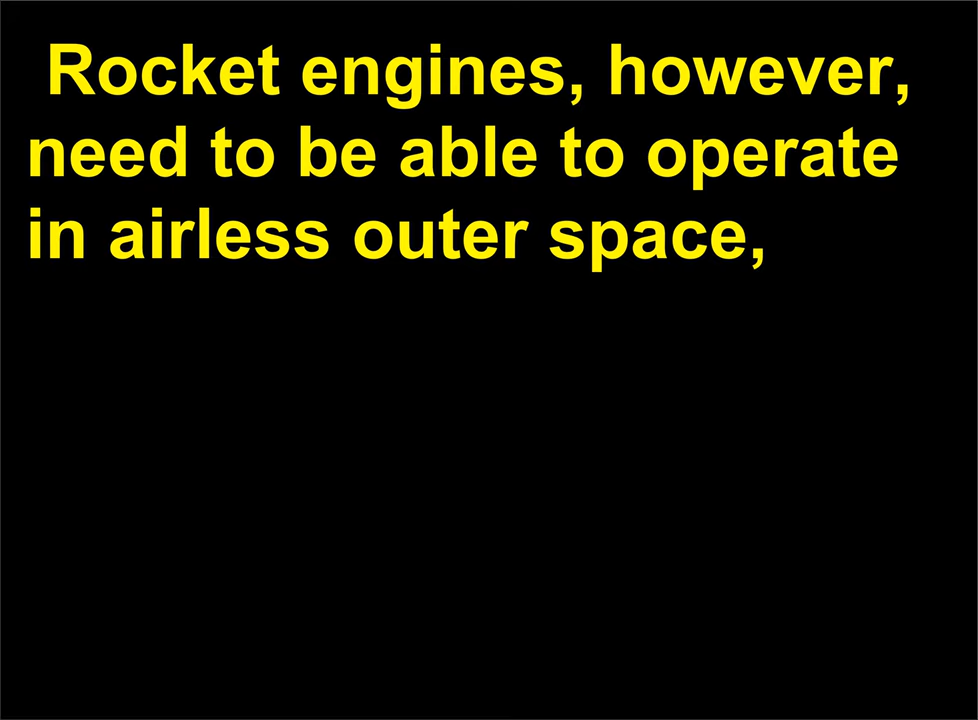 Rocket engines, however,
need to be able to operate
in airless outer space,